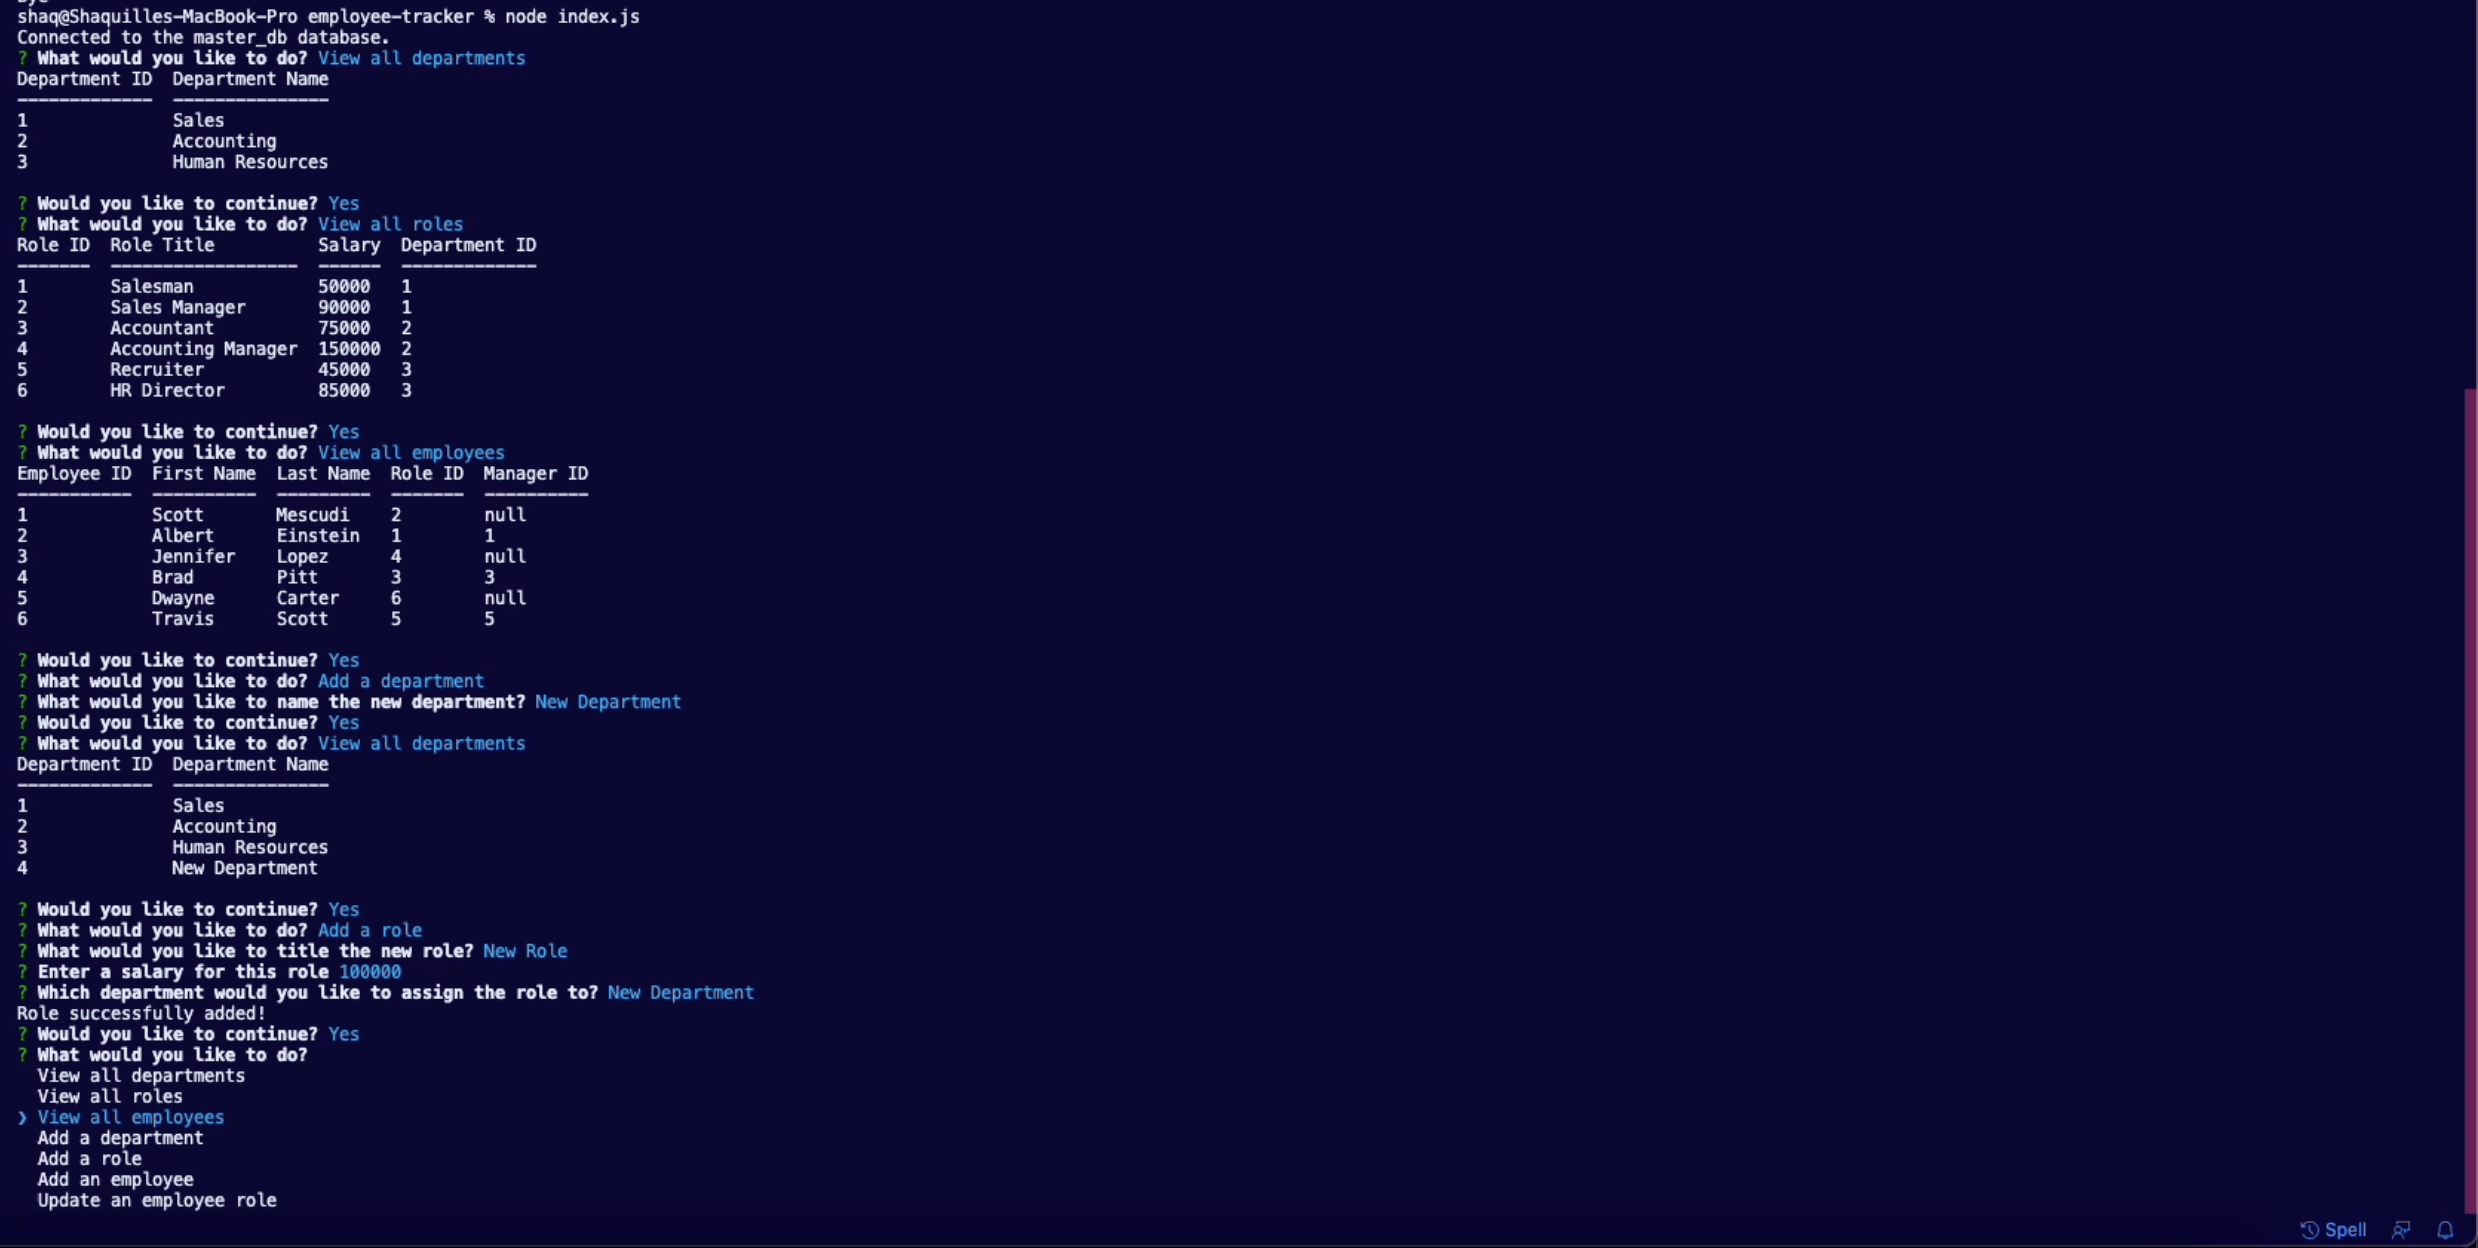 shaq@Shaquilles-MacBook-Pro employee-tracker % node index.js
Connected to the master_db database.
? What would you like to do? View all departments
Department ID  Department Name
-------------  ---------------
1              Sales
2              Accounting
3              Human Resources
? Would you like to continue? Yes
? What would you like to do? View all roles
Role ID  Role Title          Salary  Department ID
-------  ------------------  ------  -------------
1        Salesman            50000   1
2        Sales Manager       90000   1
3        Accountant          75000   2
4        Accounting Manager  150000  2
5        Recruiter           45000   3
6        HR Director         85000   3
? Would you like to continue? Yes
? What would you like to do? View all employees
Employee ID  First Name  Last Name  Role ID  Manager ID
-----------  ----------  ---------  -------  ----------
1            Scott       Mescudi    2        null
2            Albert      Einstein   1        1
3            Jennifer    Lopez      4        null
4            Brad        Pitt       3        3
5            Dwayne      Carter     6        null
6            Travis      Scott      5        5
? Would you like to continue? Yes
? What would you like to do? Add a department
? What would you like to name the new department? New Department
? Would you like to continue? Yes
? What would you like to do? View all departments
Department ID  Department Name
-------------  ---------------
1              Sales
2              Accounting
3              Human Resources
4              New Department
? Would you like to continue? Yes
? What would you like to do? Add a role
? What would you like to title the new role? New Role
? Enter a salary for this role 100000
? Which department would you like to assign the role to? New Department
Role successfully added!
? Would you like to continue? Yes
? What would you like to do?
  View all departments
  View all roles
❯ View all employees
  Add a department
  Add a role
  Add an employee
  Update an employee role
Spell